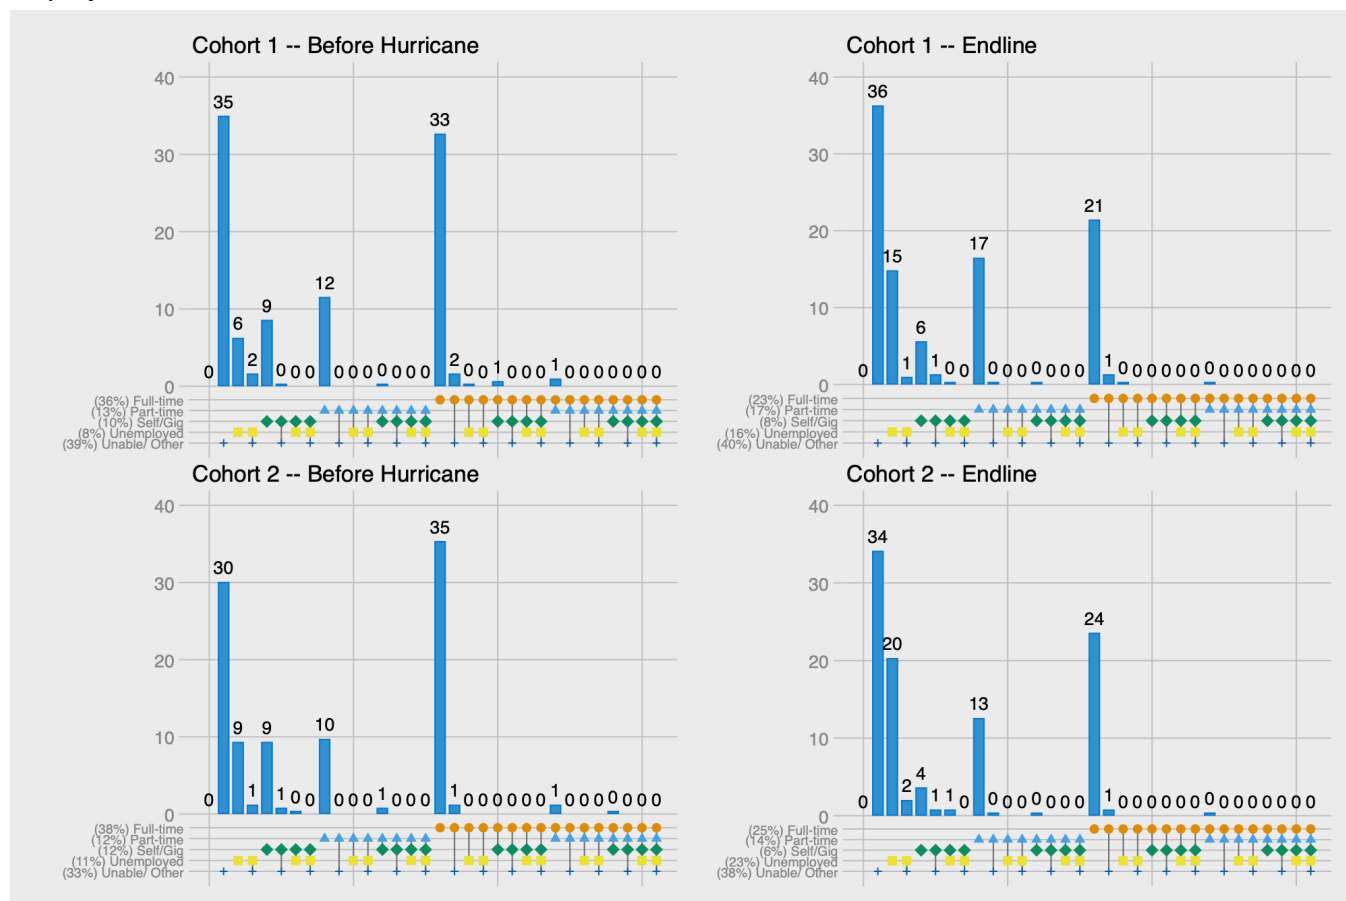 Cohort 1 -- Before Hurricane
40
30
20
10
0
0 35 6 2 9 0 0 0 12 0 0 0 0 0 0 0 33 2 0 0 1 0 0 0 1 0 0 0 0 0 0 0
(36%) Full-time
(13%) Part-time
(10%) Self/Gig
(8%) Unemployed
(39%) Unable/ Other
Cohort 1 -- Endline
40
30
20
10
0
0 36 15 1 6 1 0 0 17 0 0 0 0 0 0 0 21 1 0 0 0 0 0 0 0 0 0 0 0 0 0 0
(23%) Full-time
(17%) Part-time
(8%) Self/Gig
(16%) Unemployed
(40%) Unable/ Other
Cohort 2 -- Before Hurricane
40
30
20
10
0
0 30 9 1 9 1 0 0 10 0 0 0 1 0 0 0 35 1 0 0 0 0 0 0 1 0 0 0 0 0 0 0
(38%) Full-time
(12%) Part-time
(12%) Self/Gig
(11%) Unemployed
(33%) Unable/ Other
Cohort 2 -- Endline
40
30
20
10
0
0 34 20 2 4 1 1 0 13 0 0 0 0 0 0 0 24 1 0 0 0 0 0 0 0 0 0 0 0 0 0 0
(25%) Full-time
(14%) Part-time
(6%) Self/Gig
(23%) Unemployed
(38%) Unable/ Other